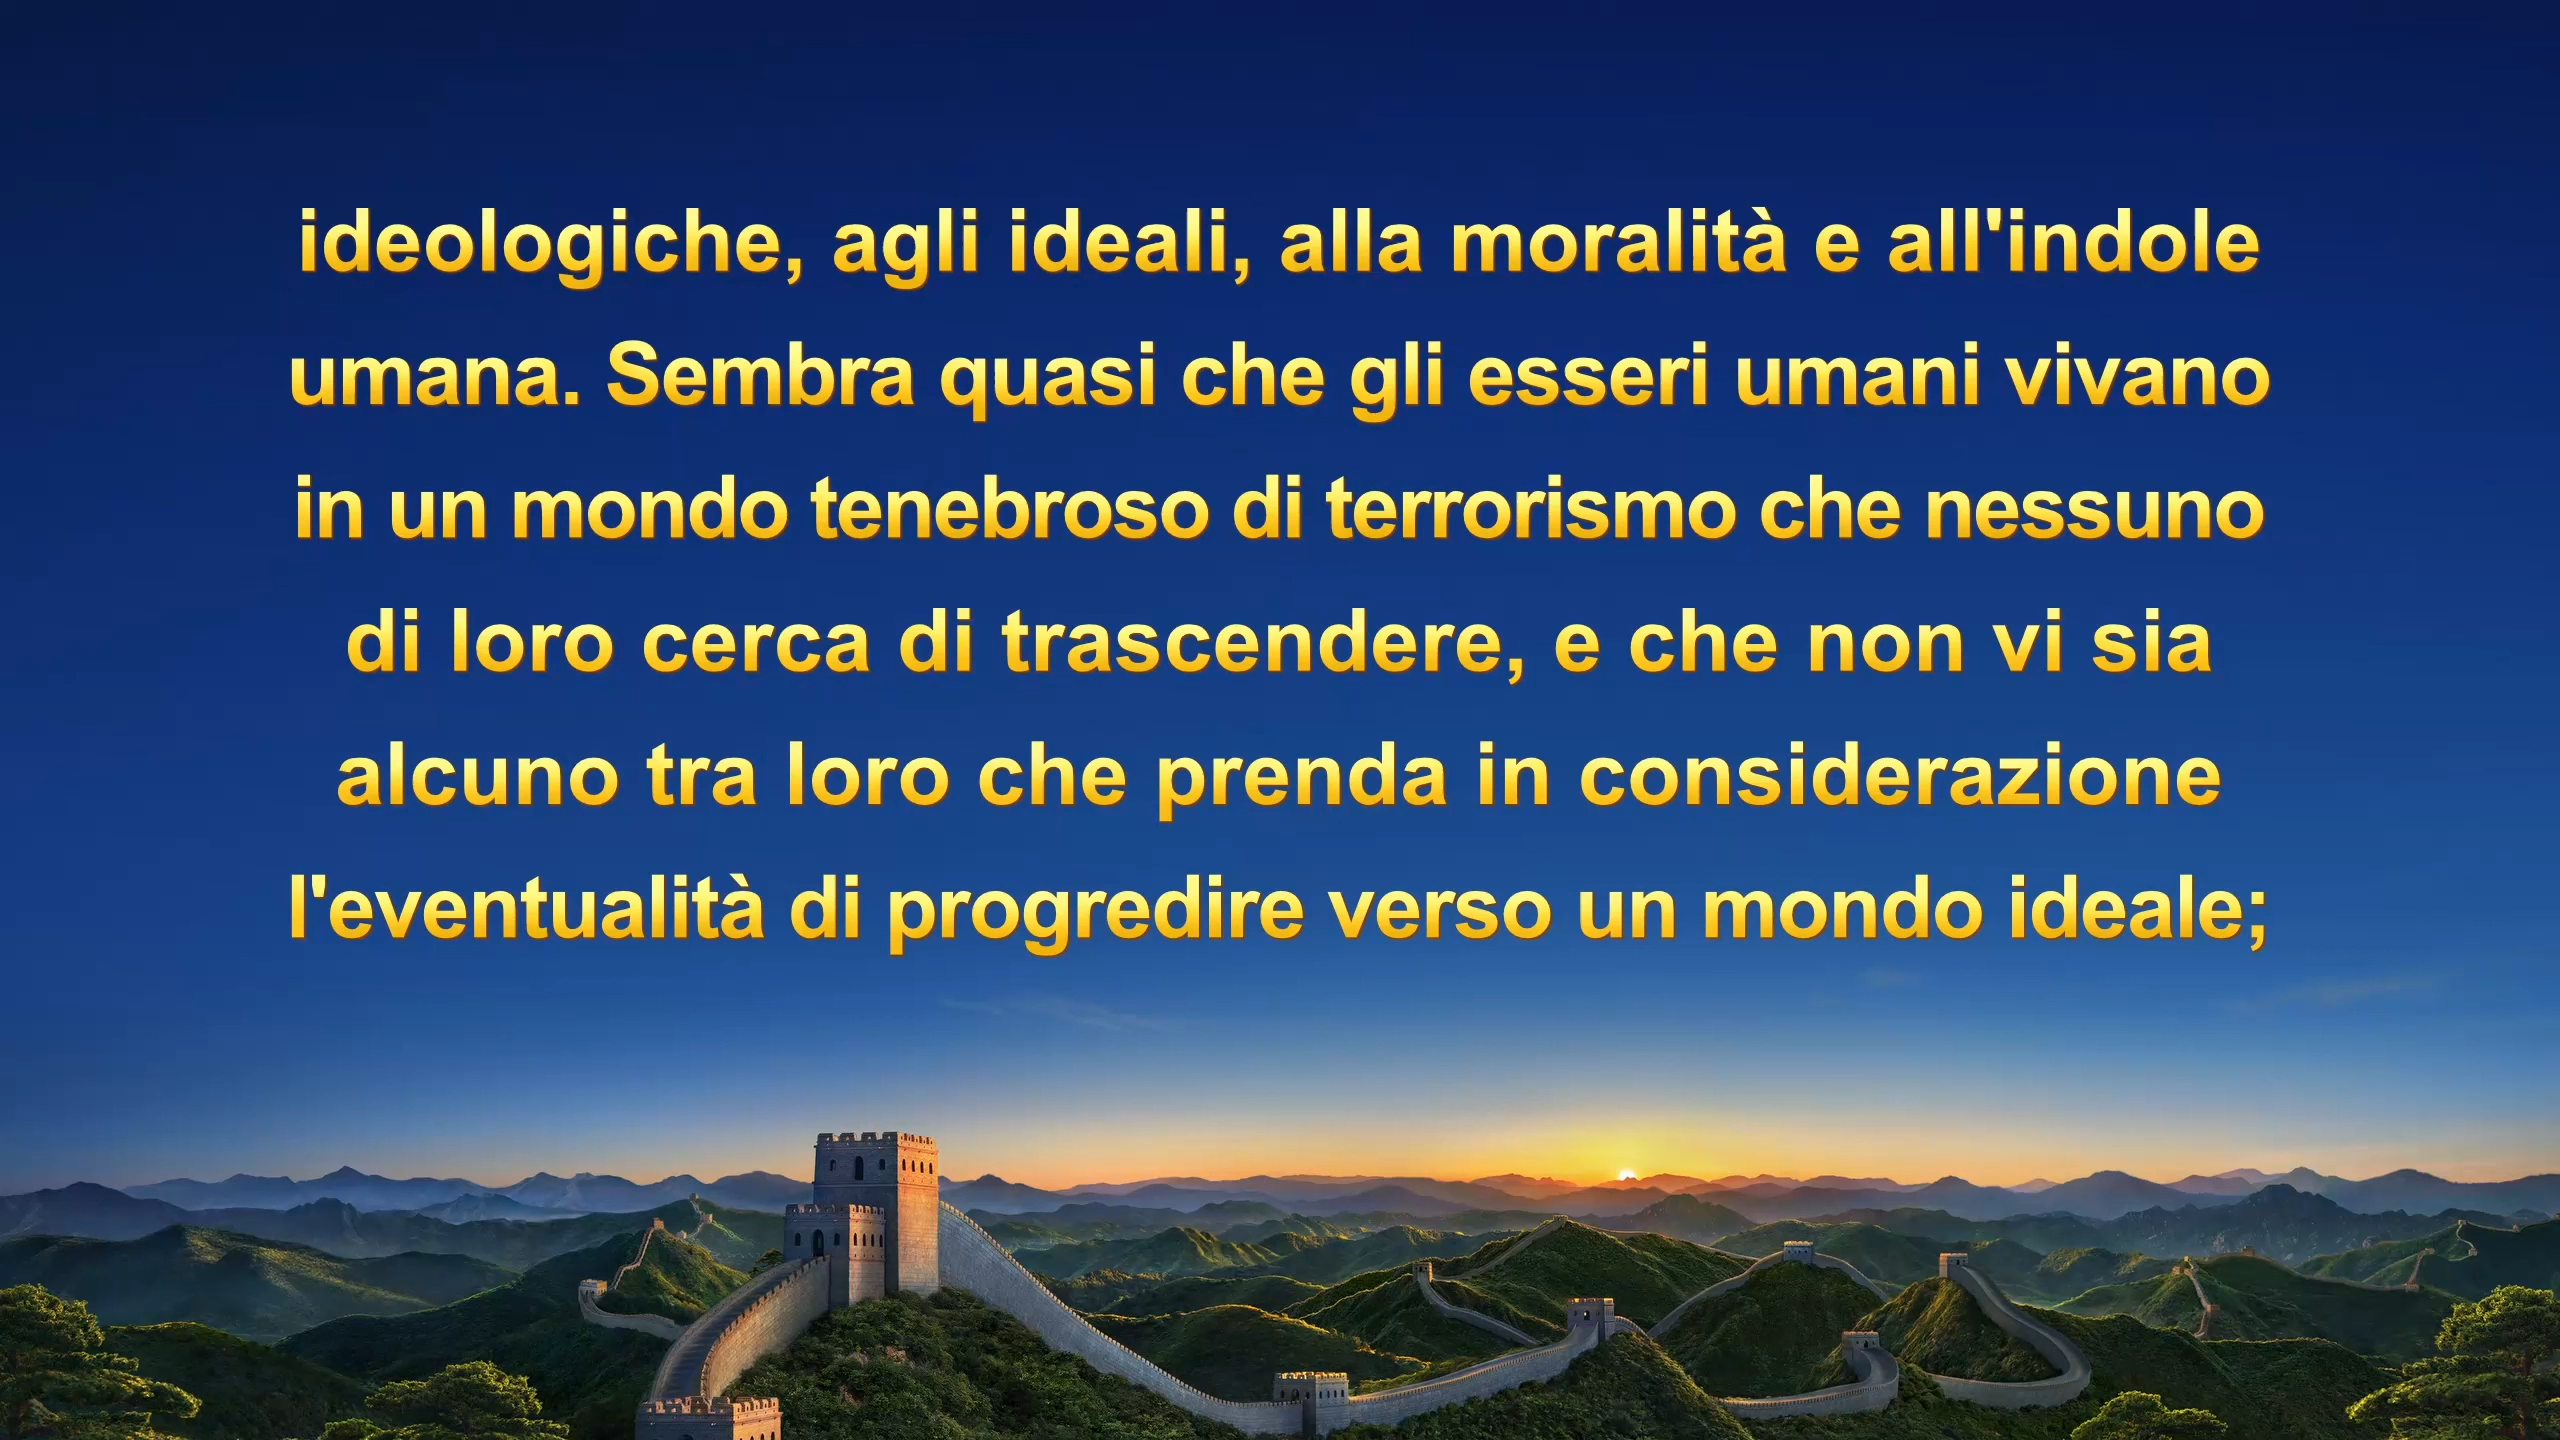 ideologiche, agli ideali, alla moralità e all'indole
umana. Sembra quasi che gli esseri umani vivano
in un mondo tenebroso di terrorismo che nessuno
di loro cerca di trascendere, e che non vi sia
alcuno tra loro che prenda in considerazione
l'eventualità di progredire verso un mondo ideale;